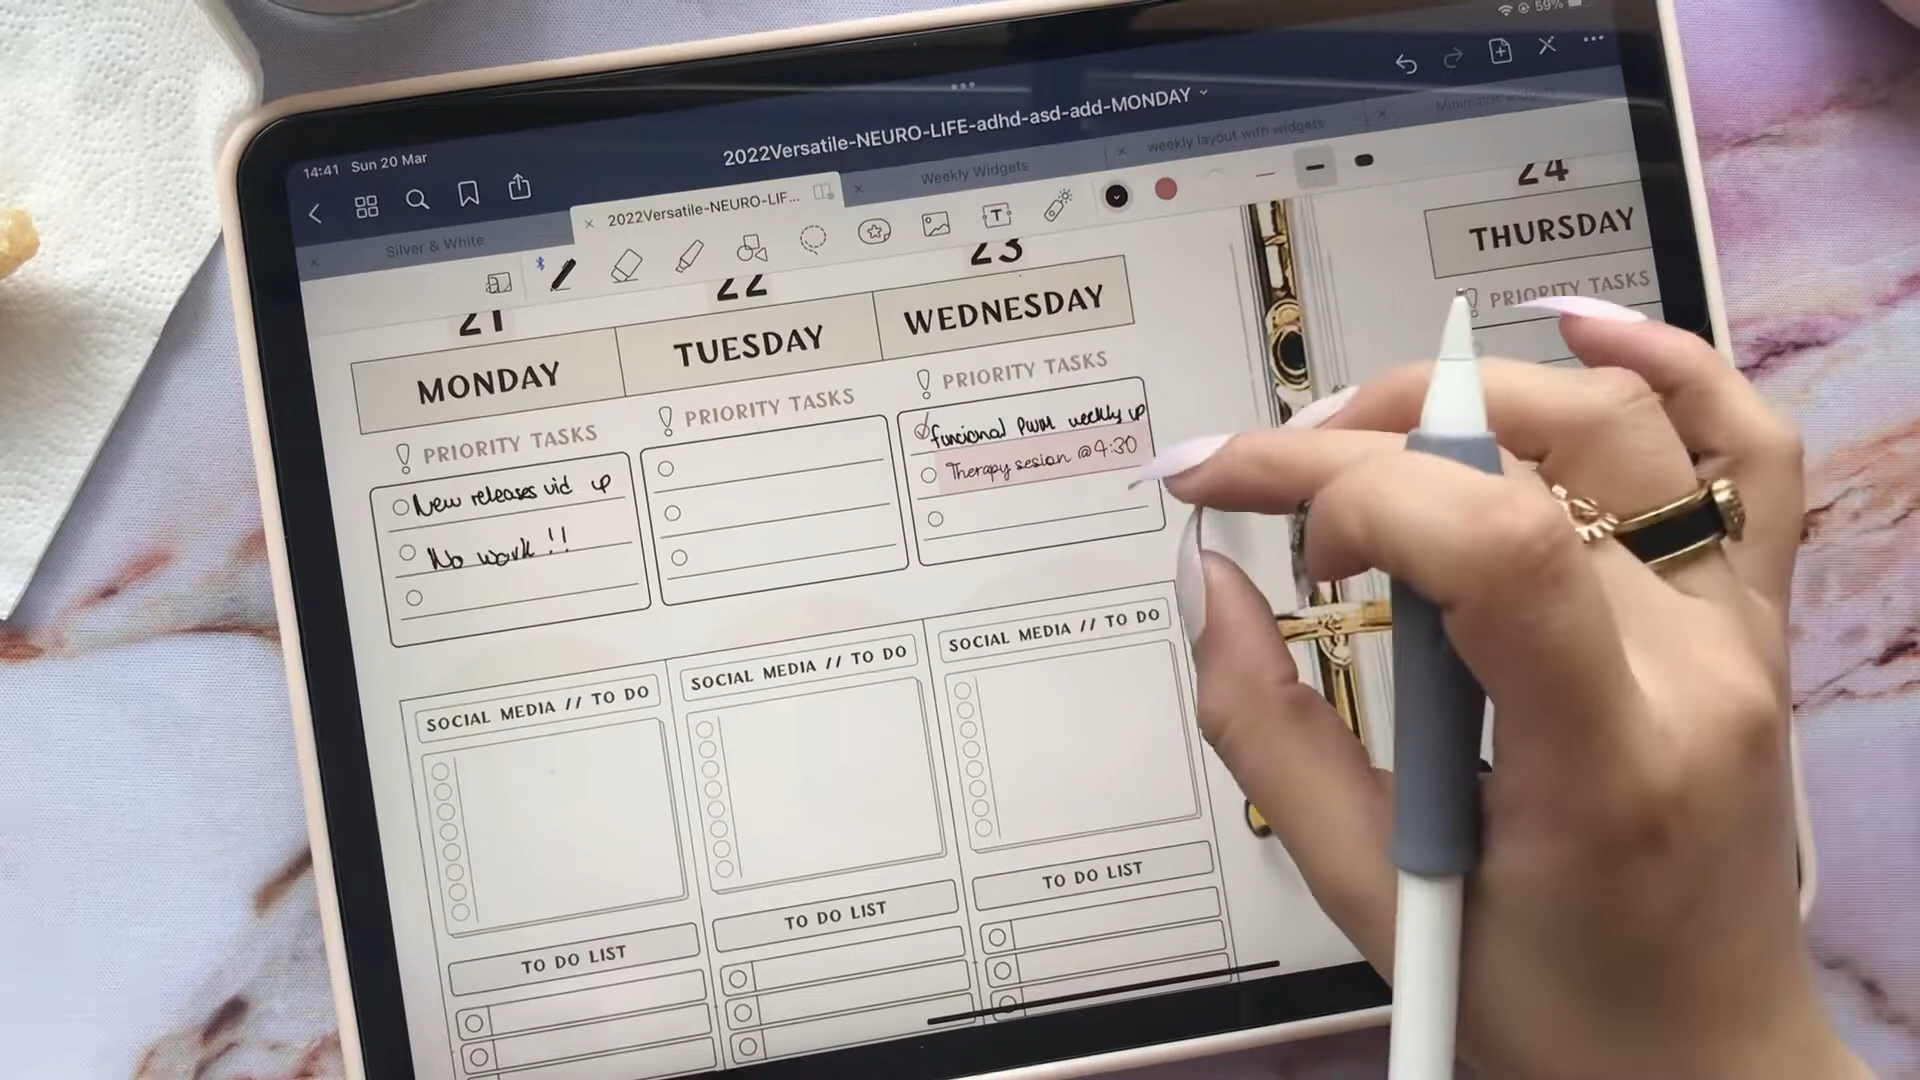 59%
14:41 Sun 20 Mar
2022Versatile-NEURO-LIFE-adhd-asd-add-MONDAY
Silver & White
2022Versatile-NEURO-LIF...
Weekly Widgets
weekly layout with widgets
T
21
22
23
24
MONDAY
TUESDAY
WEDNESDAY
THURSDAY
! PRIORITY TASKS
New releases vid up
No work !!
! PRIORITY TASKS
! PRIORITY TASKS
funcional PWM weekly up
Therapy sesion @4:30
! PRIORITY TASKS
SOCIAL MEDIA // TO DO
SOCIAL MEDIA // TO DO
SOCIAL MEDIA // TO DO
TO DO LIST
TO DO LIST
TO DO LIST